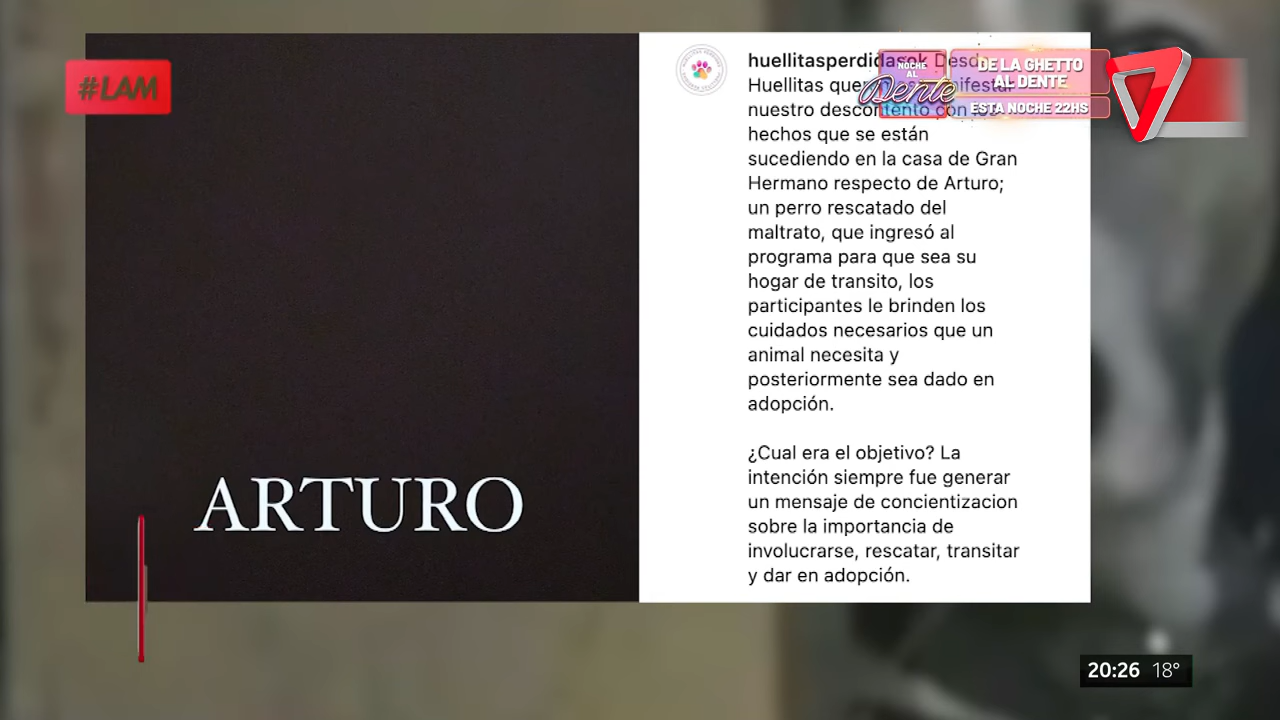 #LAM
ARTURO
huellitasperdidasok Desde
Huellitas
nuestro descontento con los
hechos que se están
sucediendo en la casa de Gran
Hermano respecto de Arturo;
un perro rescatado del
maltrato, que ingresó al
programa para que sea su
hogar de transito, los
participantes le brinden los
cuidados necesarios que un
animal necesita y
posteriormente sea dado en
adopción.
¿Cual era el objetivo? La
intención siempre fue generar
un mensaje de concientizacion
sobre la importancia de
involucrarse, rescatar, transitar
y dar en adopción.
NOCHE
AL
Dente
DE LA GHETTO
AL DENTE
ESTA NOCHE 22HS
20:26 18°